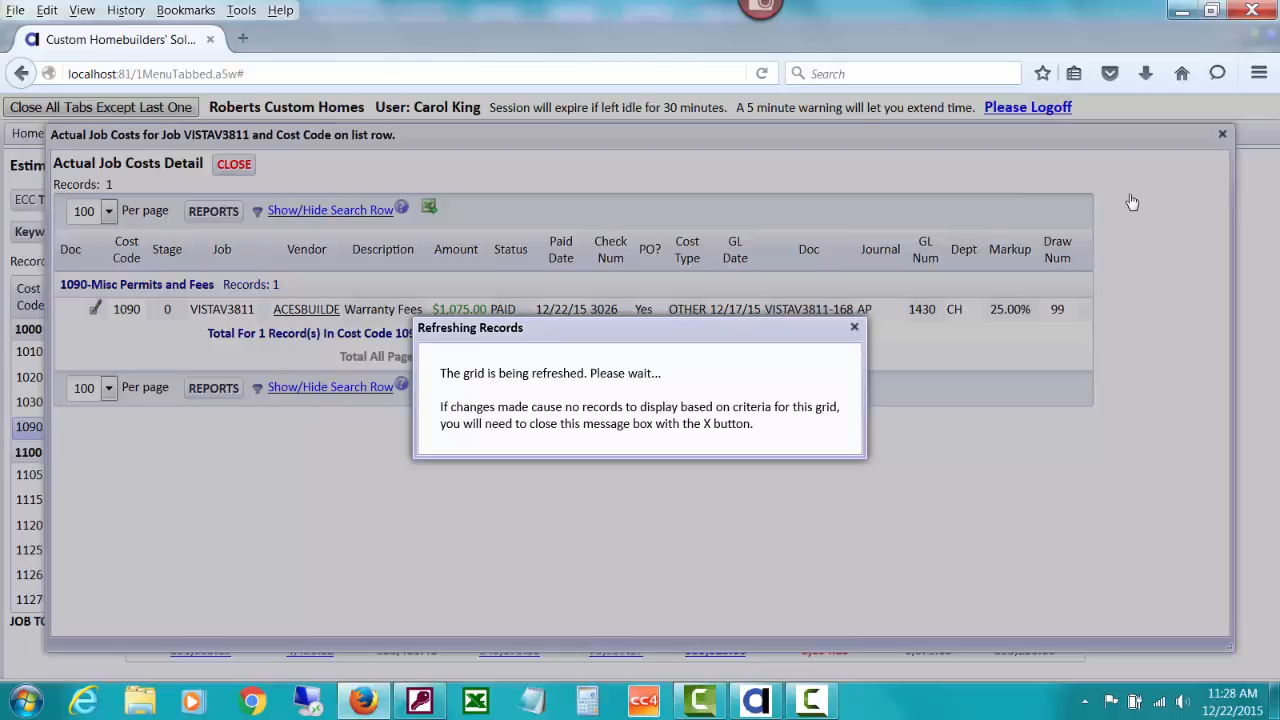 File Edit View History Bookmarks Tools Help
Custom Homebuilders' Sol...
localhost:81/1MenuTabbed.a5w#
Search
Close All Tabs Except Last One Roberts Custom Homes User: Carol King Session will expire if left idle for 30 minutes. A 5 minute warning will let you extend time. Please Logoff
Home
Actual Job Costs for Job VISTAV3811 and Cost Code on list row.
Estim
Actual Job Costs Detail CLOSE
Records: 1
ECC T
100 Per page REPORTS Show/Hide Search Row
Keyw
Recor
Doc Cost Code Stage Job Vendor Description Amount Status Paid Date Check Num PO? Cost Type GL Date Doc Journal GL Num Dept Markup Draw Num
Cost
Code
1090-Misc Permits and Fees Records: 1
1090 0 VISTAV3811 ACESBUILDE Warranty Fees $1,075.00 PAID 12/22/15 3026 Yes OTHER 12/17/15 VISTAV3811-168 AP 1430 CH 25.00% 99
Total For 1 Record(s) In Cost Code 109
Total All Page
100 Per page REPORTS Show/Hide Search Row
Refreshing Records
The grid is being refreshed. Please wait...
If changes made cause no records to display based on criteria for this grid,
you will need to close this message box with the X button.
1000
1010
1020
1030
1090
1100
1105
1115
1120
1125
1126
1127
JOB TO
CC4
11:28 AM
12/22/2015